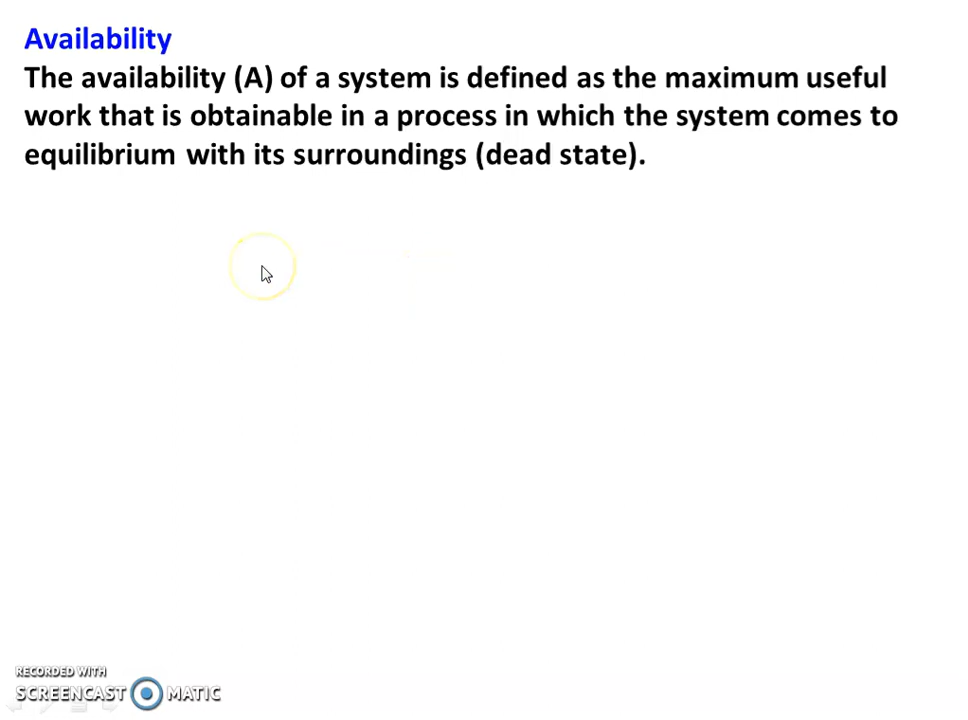 Availability
The availability (A) of a system is defined as the maximum useful
work that is obtainable in a process in which the system comes to
equilibrium with its surroundings (dead state).
RECORDED WITH
SCREENCAST MATIC